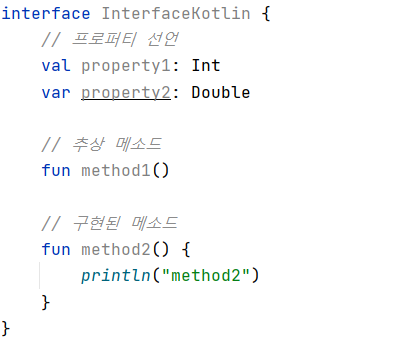 interface InterfaceKotlin {
// 프로퍼티 선언
val property1: Int
var property2: Double
// 추상 메소드
fun method1()
// 구현된 메소드
fun method2() {
println("method2")
}
}